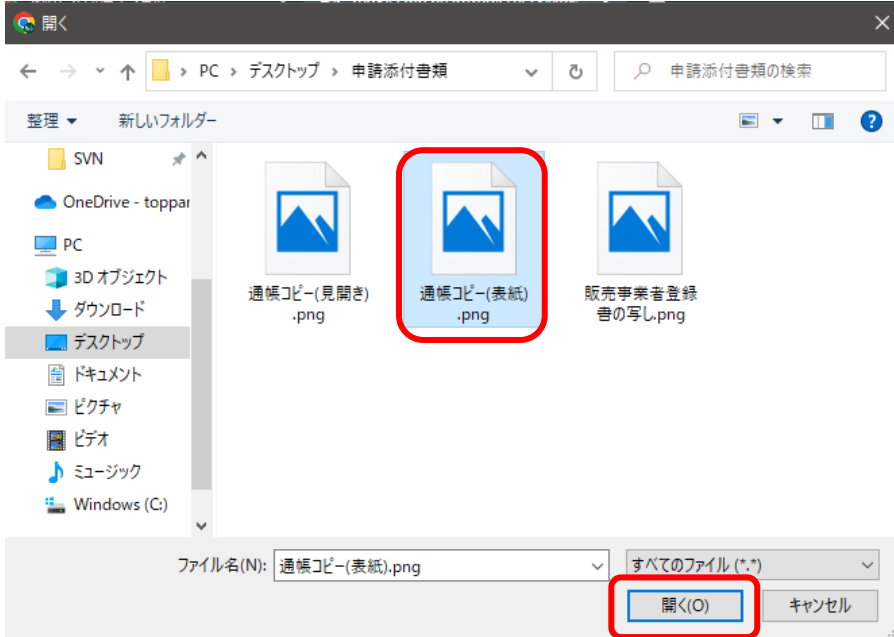 開く
PC › デスクトップ › 申請添付書類
申請添付書類の検索
整理
新しいフォルダー
SVN
OneDrive - toppar
PC
3D オブジェクト
ダウンロード
デスクトップ
ドキュメント
ピクチャ
ビデオ
ミュージック
Windows (C:)
通帳コピー(見開き)
.png
通帳コピー(表紙)
.png
販売事業者登録
書の写し.png
ファイル名(N):
通帳コピー(表紙).png
すべてのファイル (*.*)
開く(O)
キャンセル